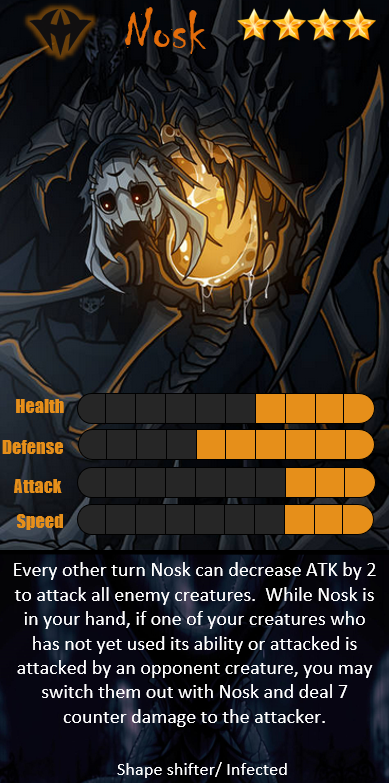 Nosk
Health
Defense
Attack
Speed
Every other turn Nosk can decrease ATK by 2
to attack all enemy creatures.  While Nosk is
in your hand, if one of your creatures who
has not yet used its ability or attacked is
attacked by an opponent creature, you may
switch them out with Nosk and deal 7
counter damage to the attacker.
Shape shifter/ Infected